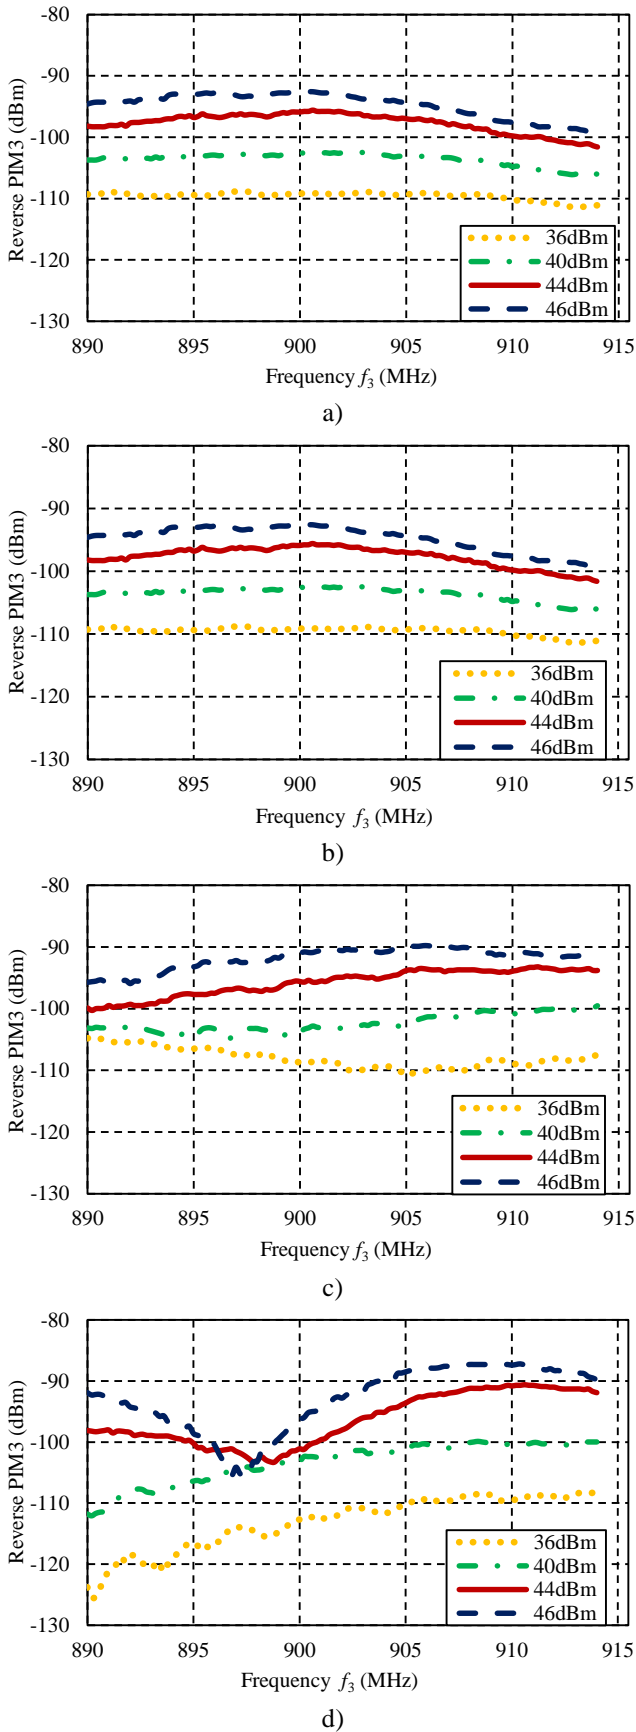 -80
-90
-100
-110
-120
-130
Reverse PIM3 (dBm)
36dBm
40dBm
44dBm
46dBm
890 895 900 905 910 915
Frequency f3 (MHz)
a)
-80
-90
-100
-110
-120
-130
Reverse PIM3 (dBm)
36dBm
40dBm
44dBm
46dBm
890 895 900 905 910 915
Frequency f3 (MHz)
b)
-80
-90
-100
-110
-120
-130
Reverse PIM3 (dBm)
36dBm
40dBm
44dBm
46dBm
890 895 900 905 910 915
Frequency f3 (MHz)
c)
-80
-90
-100
-110
-120
-130
Reverse PIM3 (dBm)
36dBm
40dBm
44dBm
46dBm
890 895 900 905 910 915
Frequency f3 (MHz)
d)